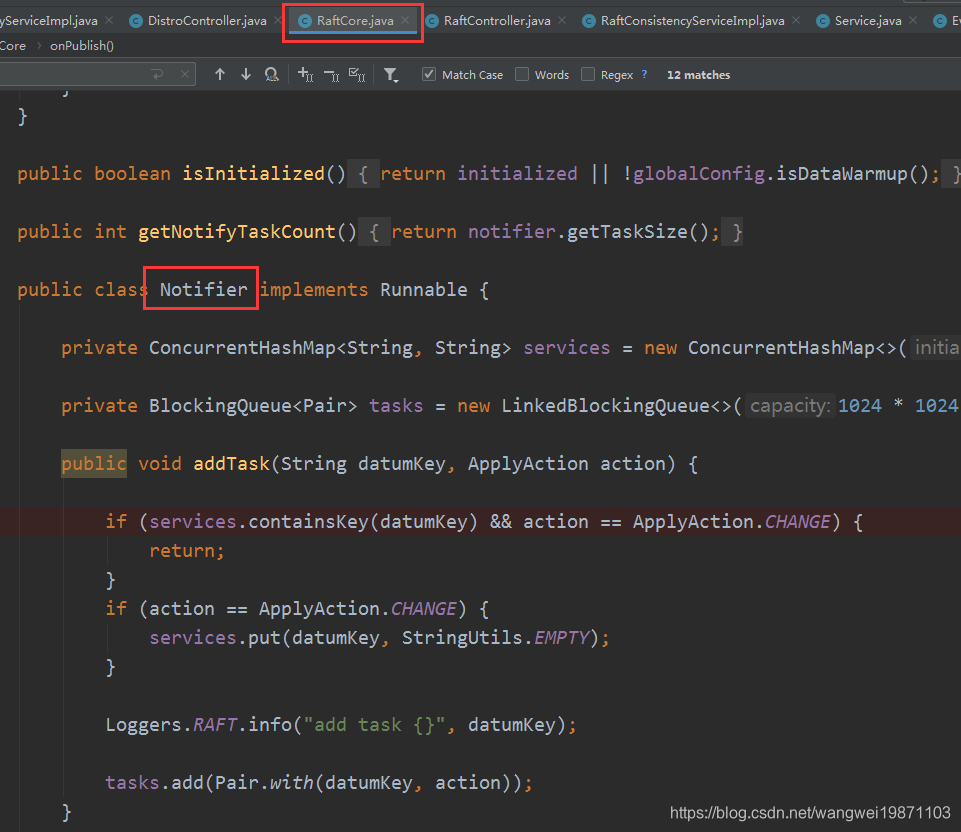 yServiceImpl.java × DistroController.java × RaftCore.java × RaftController.java × RaftConsistencyServiceImpl.java × Service.java ×
Core › onPublish()
Match Case Words Regex ? 12 matches
}
}
public boolean isInitialized() { return initialized || !globalConfig.isDataWarmup(); }
public int getNotifyTaskCount() { return notifier.getTaskSize(); }
public class Notifier implements Runnable {
private ConcurrentHashMap<String, String> services = new ConcurrentHashMap<>( initia
private BlockingQueue<Pair> tasks = new LinkedBlockingQueue<>( capacity: 1024 * 1024
public void addTask(String datumKey, ApplyAction action) {
if (services.containsKey(datumKey) && action == ApplyAction.CHANGE) {
return;
}
if (action == ApplyAction.CHANGE) {
services.put(datumKey, StringUtils.EMPTY);
}
Loggers.RAFT.info("add task {}", datumKey);
tasks.add(Pair.with(datumKey, action));
}
https://blog.csdn.net/wangwei19871103